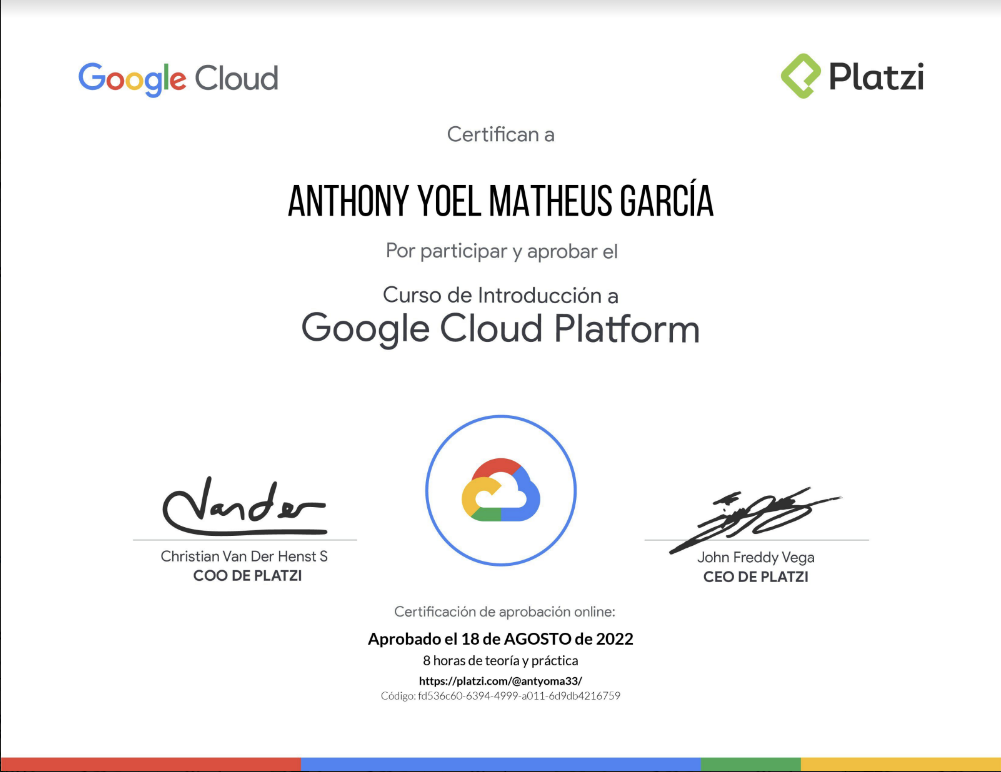 Google Cloud
Platzi
Certifican a
ANTHONY YOEL MATHEUS GARCÍA
Por participar y aprobar el
Curso de Introducción a
Google Cloud Platform
Vander
Christian Van Der Henst S
COO DE PLATZI
John Freddy Vega
CEO DE PLATZI
Certificación de aprobación online:
Aprobado el 18 de AGOSTO de 2022
8 horas de teoría y práctica
https://platzi.com/@antyoma33/
Código: fd536c60-6394-4999-a011-6d9db4216759